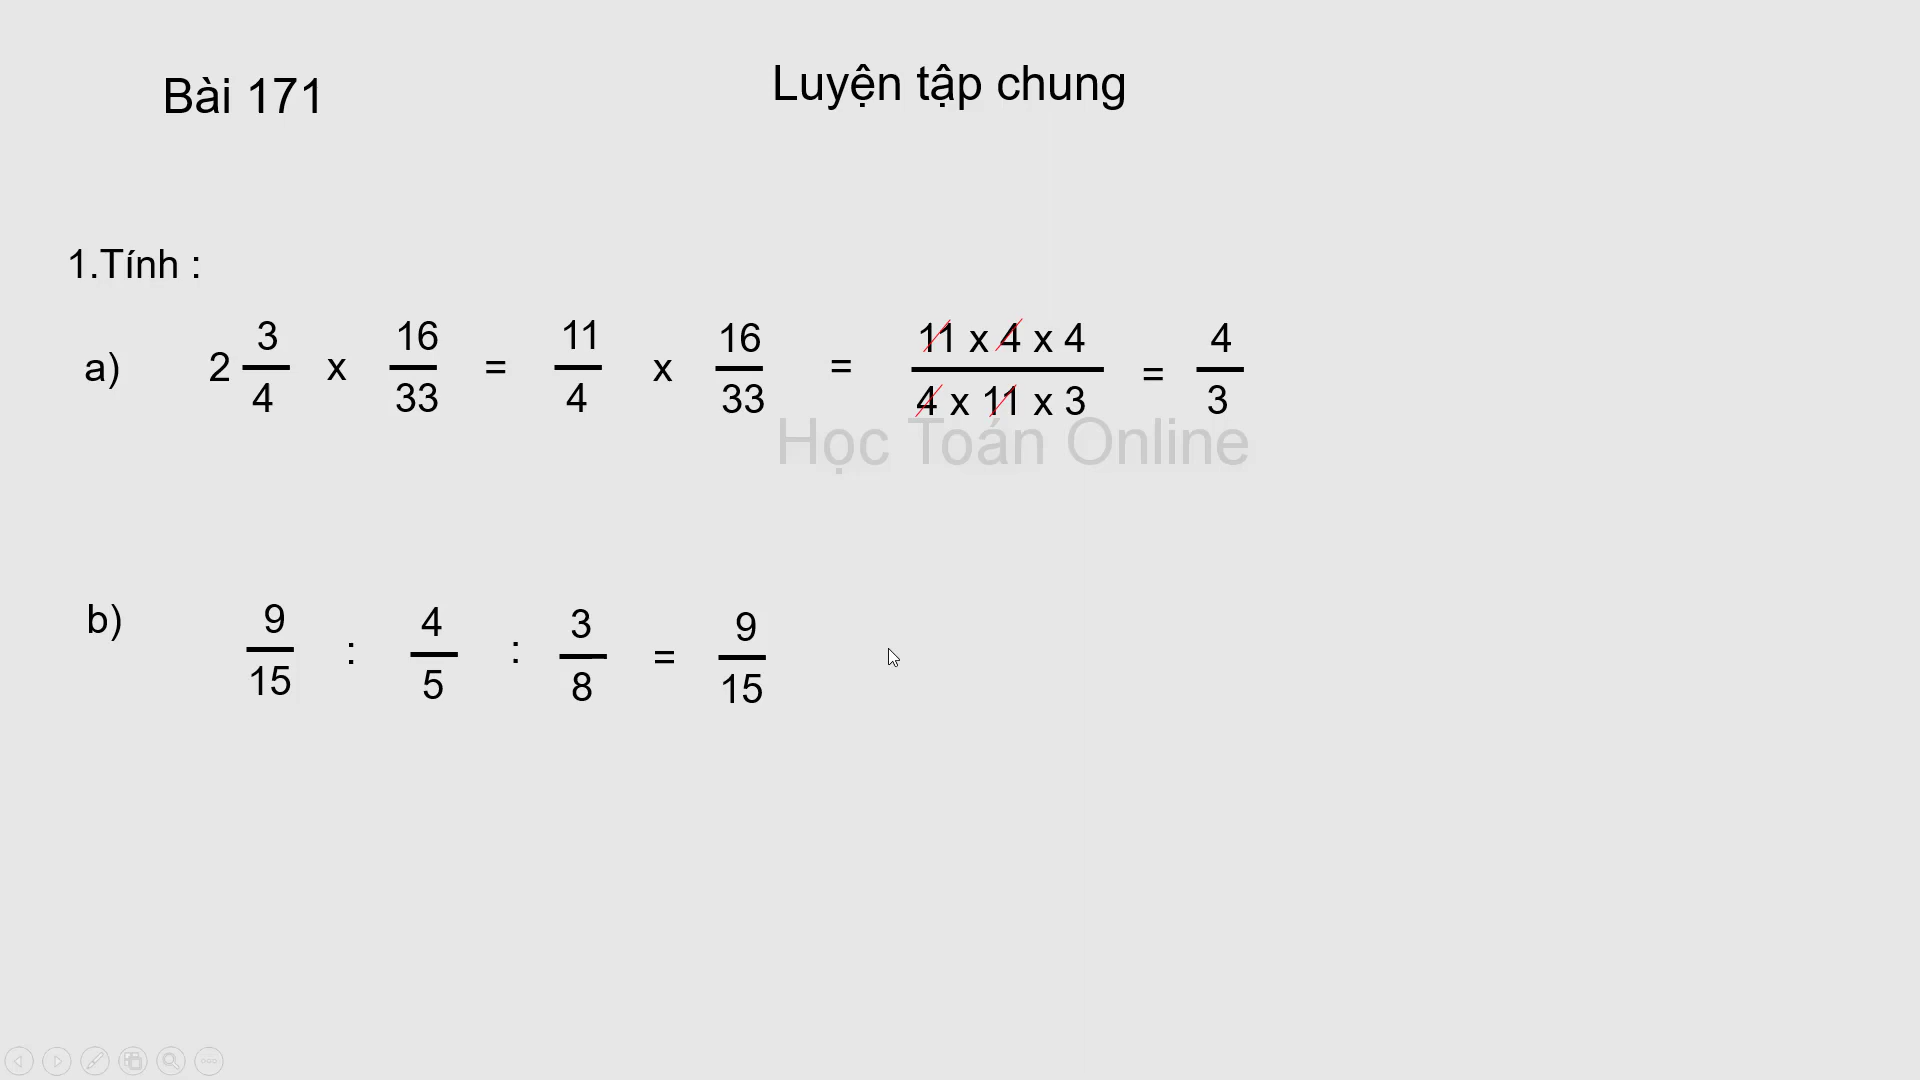 Bài 171
Luyện tập chung
1.Tính :
a) 2 3/4 x 16/33 = 11/4 x 16/33 = 11 x 4 x 4 / 4 x 11 x 3 = 4/3
Học Toán Online
b) 9/15 : 4/5 : 3/8 = 9/15